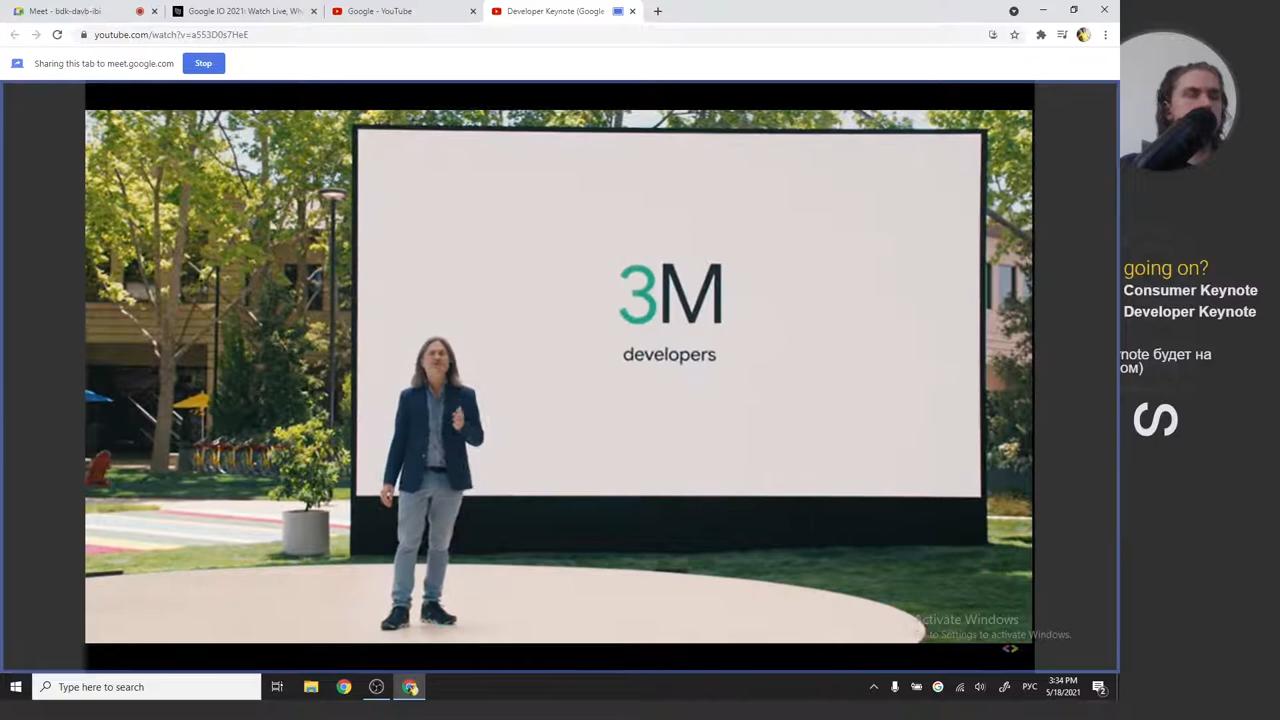 Meet - bdk-davb-ibi
Google IO 2021: Watch Live, Wh
Google - YouTube
Developer Keynote (Google
youtube.com/watch?v=a553D0s7HeE
Sharing this tab to meet.google.com
Stop
3M
developers
going on?
Consumer Keynote
Developer Keynote
note будет на
ом)
S
Activate Windows
to Settings to activate Windows.
Type here to search
РУС
3:34 PM
5/18/2021
2